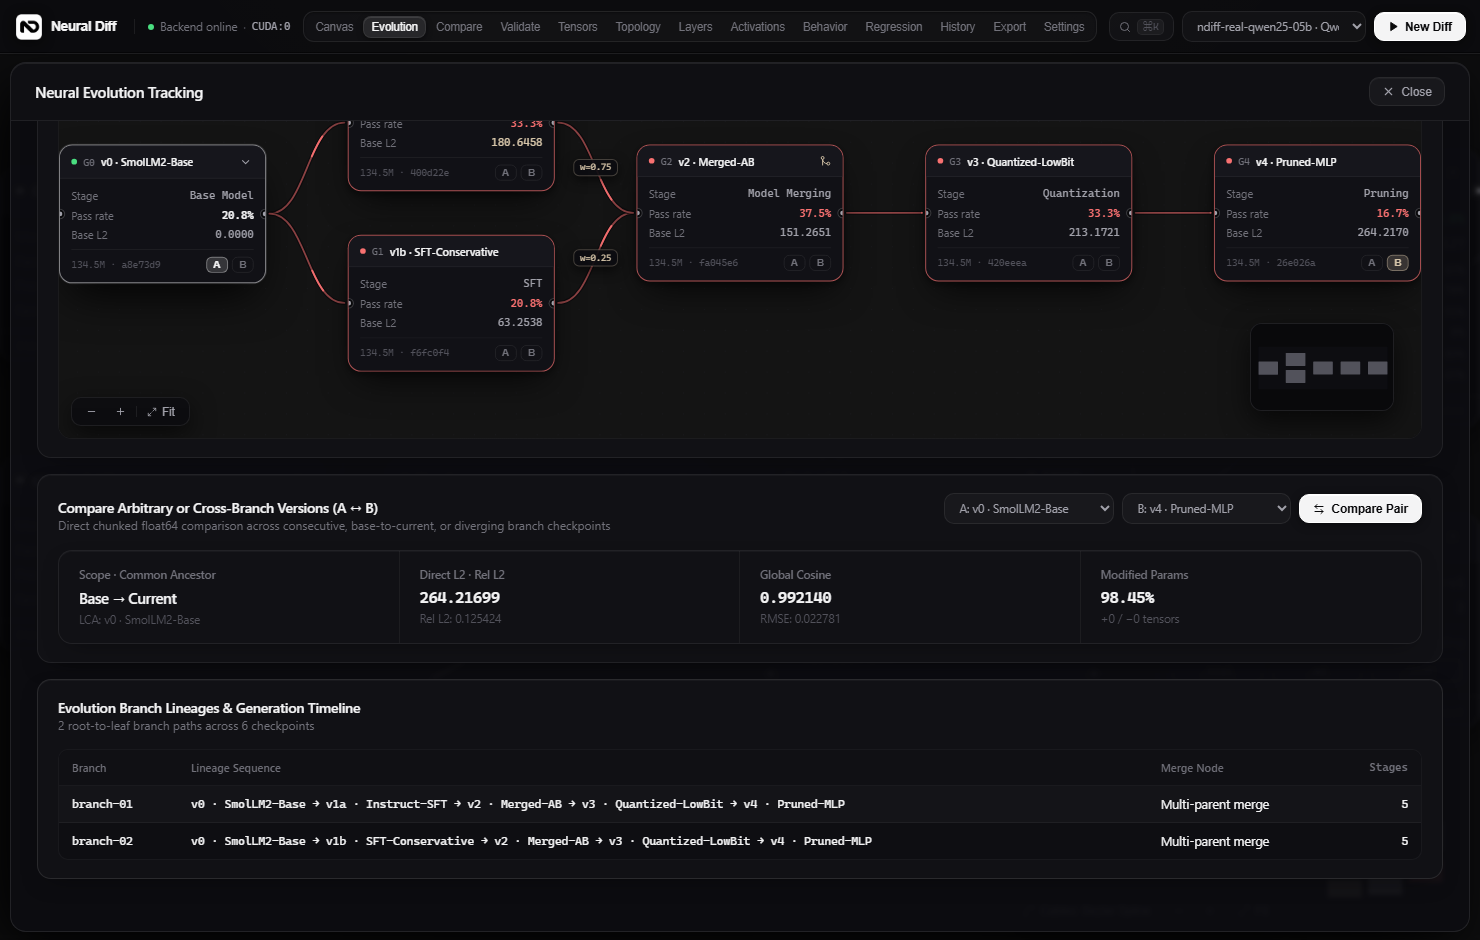 Neural Diff
Backend online · CUDA:0
Canvas
Evolution
Compare
Validate
Tensors
Topology
Layers
Activations
Behavior
Regression
History
Export
Settings
⌘K
ndiff-real-qwen25-05b · Qw
New Diff
Neural Evolution Tracking
Close
Pass rate 33.3%
Base L2 180.6458
134.5M · 400d22e A B
G0 v0 · SmolLM2-Base
Stage Base Model
Pass rate 20.8%
Base L2 0.0000
134.5M · a8e73d9 A B
G1 v1b · SFT-Conservative
Stage SFT
Pass rate 20.8%
Base L2 63.2538
134.5M · f6fc0f4 A B
w=0.75
w=0.25
G2 v2 · Merged-AB
Stage Model Merging
Pass rate 37.5%
Base L2 151.2651
134.5M · fa045e6 A B
G3 v3 · Quantized-LowBit
Stage Quantization
Pass rate 33.3%
Base L2 213.1721
134.5M · 420eeea A B
G4 v4 · Pruned-MLP
Stage Pruning
Pass rate 16.7%
Base L2 264.2170
134.5M · 26e026a A B
− + Fit
Compare Arbitrary or Cross-Branch Versions (A ↔ B)
Direct chunked float64 comparison across consecutive, base-to-current, or diverging branch checkpoints
A: v0 · SmolLM2-Base
B: v4 · Pruned-MLP
Compare Pair
Scope · Common Ancestor
Base → Current
LCA: v0 · SmolLM2-Base
Direct L2 · Rel L2
264.21699
Rel L2: 0.125424
Global Cosine
0.992140
RMSE: 0.022781
Modified Params
98.45%
+0 / −0 tensors
Evolution Branch Lineages & Generation Timeline
2 root-to-leaf branch paths across 6 checkpoints
Branch Lineage Sequence Merge Node Stages
branch-01 v0 · SmolLM2-Base → v1a · Instruct-SFT → v2 · Merged-AB → v3 · Quantized-LowBit → v4 · Pruned-MLP Multi-parent merge 5
branch-02 v0 · SmolLM2-Base → v1b · SFT-Conservative → v2 · Merged-AB → v3 · Quantized-LowBit → v4 · Pruned-MLP Multi-parent merge 5